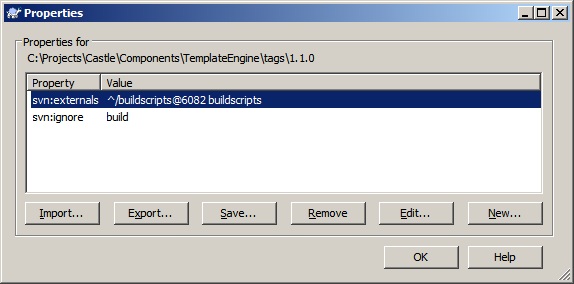 Properties
Properties for
C:\Projects\Castle\Components\TemplateEngine\tags\1.1.0
Property Value
svn:externals ^/buildscripts@6082 buildscripts
svn:ignore build
Import... Export... Save... Remove Edit... New...
OK Help